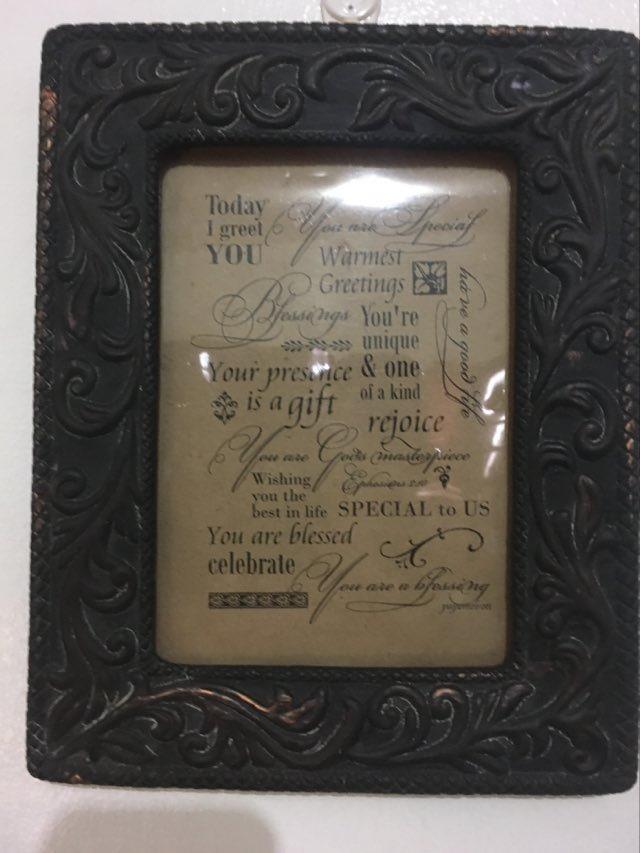 Today
I greet
YOU
You are Special
Warmest
Greetings
have a good life
Blessings
You're
unique
& one
of a kind
Your presence
is a gift
rejoice
You are God's masterpiece
Ephesians 2:10
Wishing
you the
best in life
SPECIAL to US
You are blessed
celebrate
You are a blessing